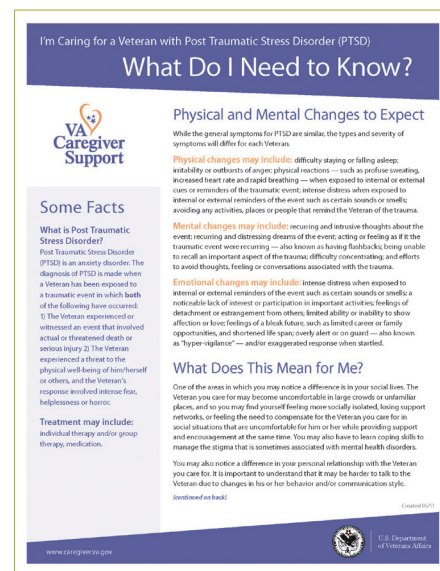 I'm Caring for a Veteran with Post Traumatic Stress Disorder (PTSD)
What Do I Need to Know?
VA
Caregiver
Support
Some Facts
What is Post Traumatic
Stress Disorder?
Post Traumatic Stress Disorder
(PTSD) is an anxiety disorder. The
diagnosis of PTSD is made when
a Veteran has been exposed to
a traumatic event in which both
of the following have occurred:
1) The Veteran experienced or
witnessed an event that involved
actual or threatened death or
serious injury 2) The Veteran
experienced a threat to the
physical well-being of him/herself
or others, and the Veteran's
response involved intense fear,
helplessness or horror.
Treatment may include:
individual therapy and/or group
therapy, medication.
www.caregiver.va.gov
Physical and Mental Changes to Expect
While the general symptoms for PTSD are similar, the types and severity of
symptoms will differ for each Veteran.
Physical changes may include: difficulty staying or falling asleep;
irritability or outbursts of anger; physical reactions — such as profuse sweating,
increased heart rate and rapid breathing — when exposed to internal or external
cues or reminders of the traumatic event; intense distress when exposed to
internal or external reminders of the event such as certain sounds or smells;
avoiding any activities, places or people that remind the Veteran of the trauma.
Mental changes may include: recurring and intrusive thoughts about the
event; recurring and distressing dreams of the event; acting or feeling as if the
traumatic event were recurring — also known as having flashbacks; being unable
to recall an important aspect of the trauma; difficulty concentrating; and efforts
to avoid thoughts, feeling or conversations associated with the trauma.
Emotional changes may include: intense distress when exposed to
internal or external reminders of the event such as certain sounds or smells; a
noticeable lack of interest or participation in important activities; feelings of
detachment or estrangement from others; limited ability or inability to show
affection or love; feelings of a bleak future, such as limited career or family
opportunities, and shortened life span; overly alert or on guard — also known
as "hyper-vigilance" — and/or exaggerated response when startled.
What Does This Mean for Me?
One of the areas in which you may notice a difference is in your social lives. The
Veteran you care for may become uncomfortable in large crowds or unfamiliar
places, and so you may find yourself feeling more socially isolated, losing support
networks, or feeling the need to compensate for the Veteran you care for in
social situations that are uncomfortable for him or her while providing support
and encouragement at the same time. You may also have to learn coping skills to
manage the stigma that is sometimes associated with mental health disorders.
You may also notice a difference in your personal relationship with the Veteran
you care for. It is important to understand that it may be harder to talk to the
Veteran due to changes in his or her behavior and/or communication style.
(continued on back)
Created 05/11
U.S. Department
of Veterans Affairs